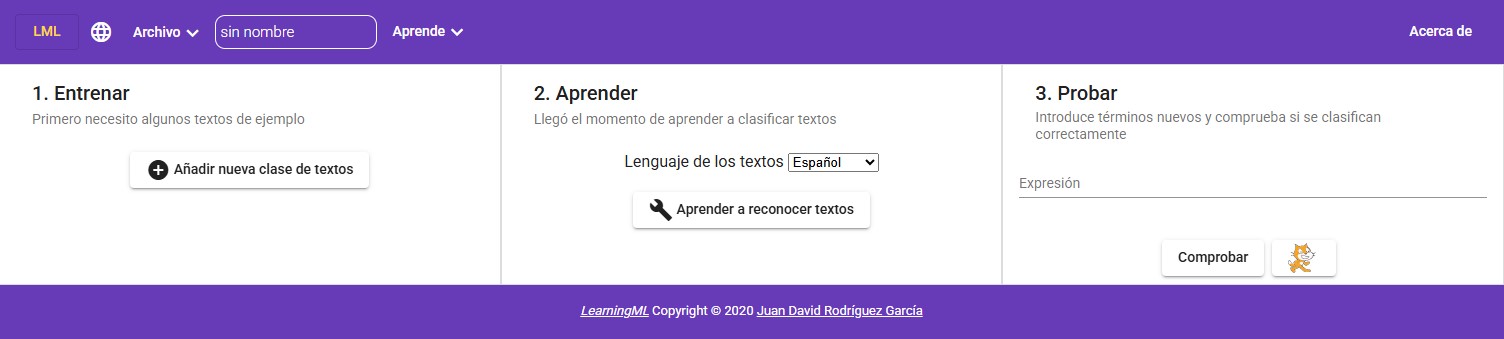 LML Archivo sin nombre Aprende Acerca de
1. Entrenar
Primero necesito algunos textos de ejemplo
Añadir nueva clase de textos
2. Aprender
Llegó el momento de aprender a clasificar textos
Lenguaje de los textos Español
Aprender a reconocer textos
3. Probar
Introduce términos nuevos y comprueba si se clasifican
correctamente
Expresión
Comprobar
LearningML Copyright © 2020 Juan David Rodríguez García